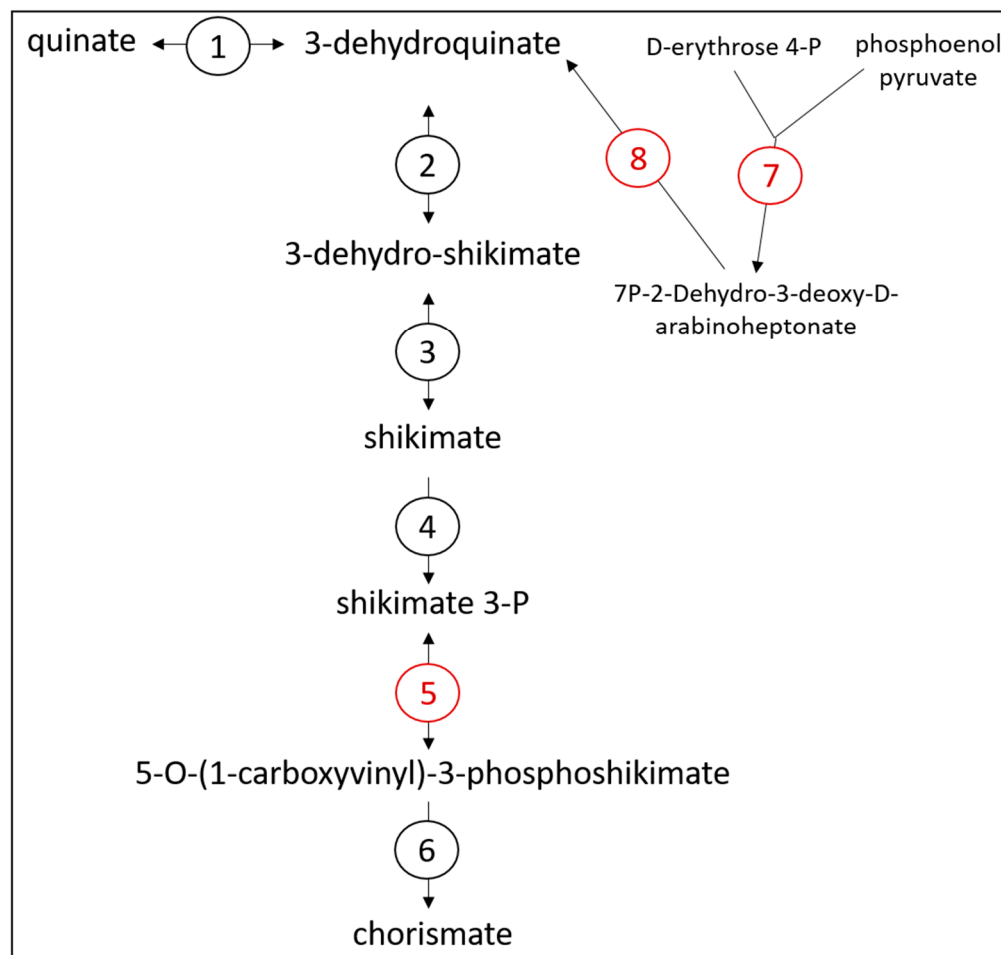 quinate
1
3-dehydroquinate
D-erythrose 4-P
phosphoenol
pyruvate
2
8
7
3-dehydro-shikimate
7P-2-Dehydro-3-deoxy-D-
arabinoheptonate
3
shikimate
4
shikimate 3-P
5
5-O-(1-carboxyvinyl)-3-phosphoshikimate
6
chorismate